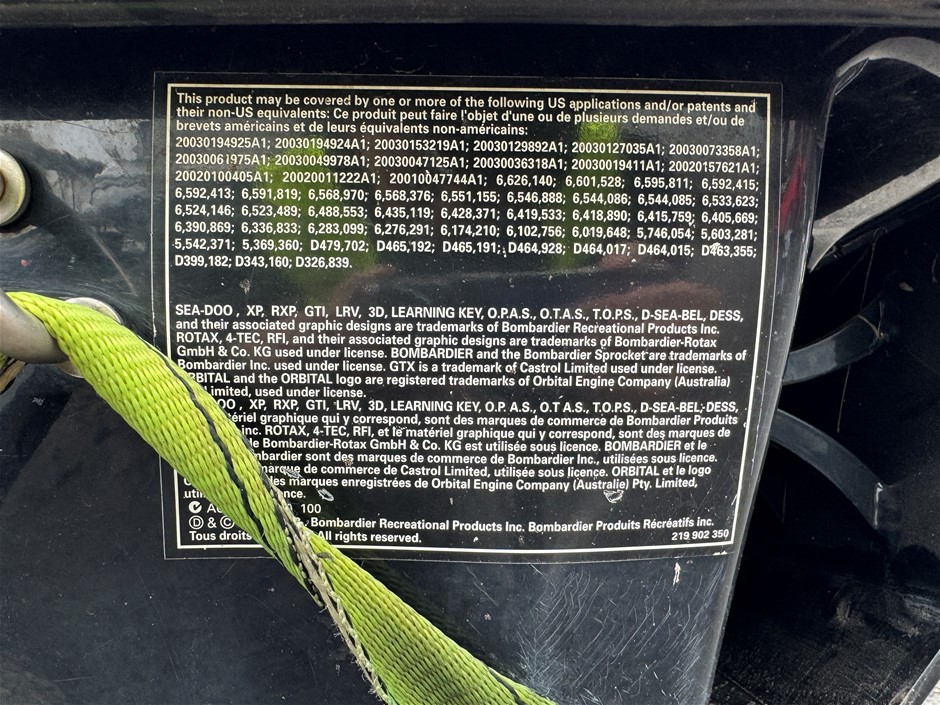 This product may be covered by one or more of the following US applications and/or patents and
their non-US equivalents: Ce produit peut faire l'objet d'une ou de plusieurs demandes et/ou de
brevets américains et de leurs équivalents non-américains:
20030194925A1; 20030194924A1; 20030153219A1; 20030129892A1; 20030127035A1; 20030073358A1;
20030061975A1; 20030049978A1; 20030047125A1; 20030036318A1; 20030019411A1; 20020157621A1;
20020100405A1; 20020011222A1; 20010047744A1; 6,626,140; 6,601,528; 6,595,811; 6,592,415;
6,592,413; 6,591,819; 6,568,970; 6,568,376; 6,551,155; 6,546,888; 6,544,086; 6,544,085; 6,533,623;
6,524,146; 6,523,489; 6,488,553; 6,435,119; 6,428,371; 6,419,533; 6,418,890; 6,415,759; 6,405,669;
6,390,869; 6,336,833; 6,283,099; 6,276,291; 6,174,210; 6,102,756; 6,019,648; 5,746,054; 5,603,281;
5,542,371; 5,369,360; D479,702; D465,192; D465,191; D464,928; D464,017; D464,015; D463,355;
D399,182; D343,160; D326,839.
SEA-DOO, XP, RXP, GTI, LRV, 3D, LEARNING KEY, O.P.A.S., O.T.A.S., T.O.P.S., D-SEA-BEL, DESS,
and their associated graphic designs are trademarks of Bombardier Recreational Products Inc.
ROTAX, 4-TEC, RFI, and their associated graphic designs are trademarks of Bombardier-Rotax
GmbH & Co. KG used under license. BOMBARDIER and the Bombardier Sprocket are trademarks of
Bombardier Inc. used under license. GTX is a trademark of Castrol Limited used under license.
ORBITAL and the ORBITAL logo are registered trademarks of Orbital Engine Company (Australia)
Limited, used under license.
XP, RXP, GTI, LRV, 3D, LEARNING KEY, O.P. A.S., O.T A.S., T.O.P.S., D-SEA-BEL, DESS,
matériel graphique qui y correspond, sont des marques de commerce de Bombardier Produits
inc. ROTAX, 4-TEC, RFI, et le matériel graphique qui y correspond, sont des marques de
de Bombardier-Rotax GmbH & Co. KG est utilisée sous licence. BOMBARDIER et le
sont des marques de commerce de Bombardier Inc., utilisées sous licence.
marque de commerce de Castrol Limited, utilisée sous licence. ORBITAL et le logo
des marques enregistrées de Orbital Engine Company (Australie) Pty. Limited,
100
Ⓓ & Ⓒ Bombardier Recreational Products Inc. Bombardier Produits Récréatifs inc.
Tous droits All rights reserved. 219 902 350